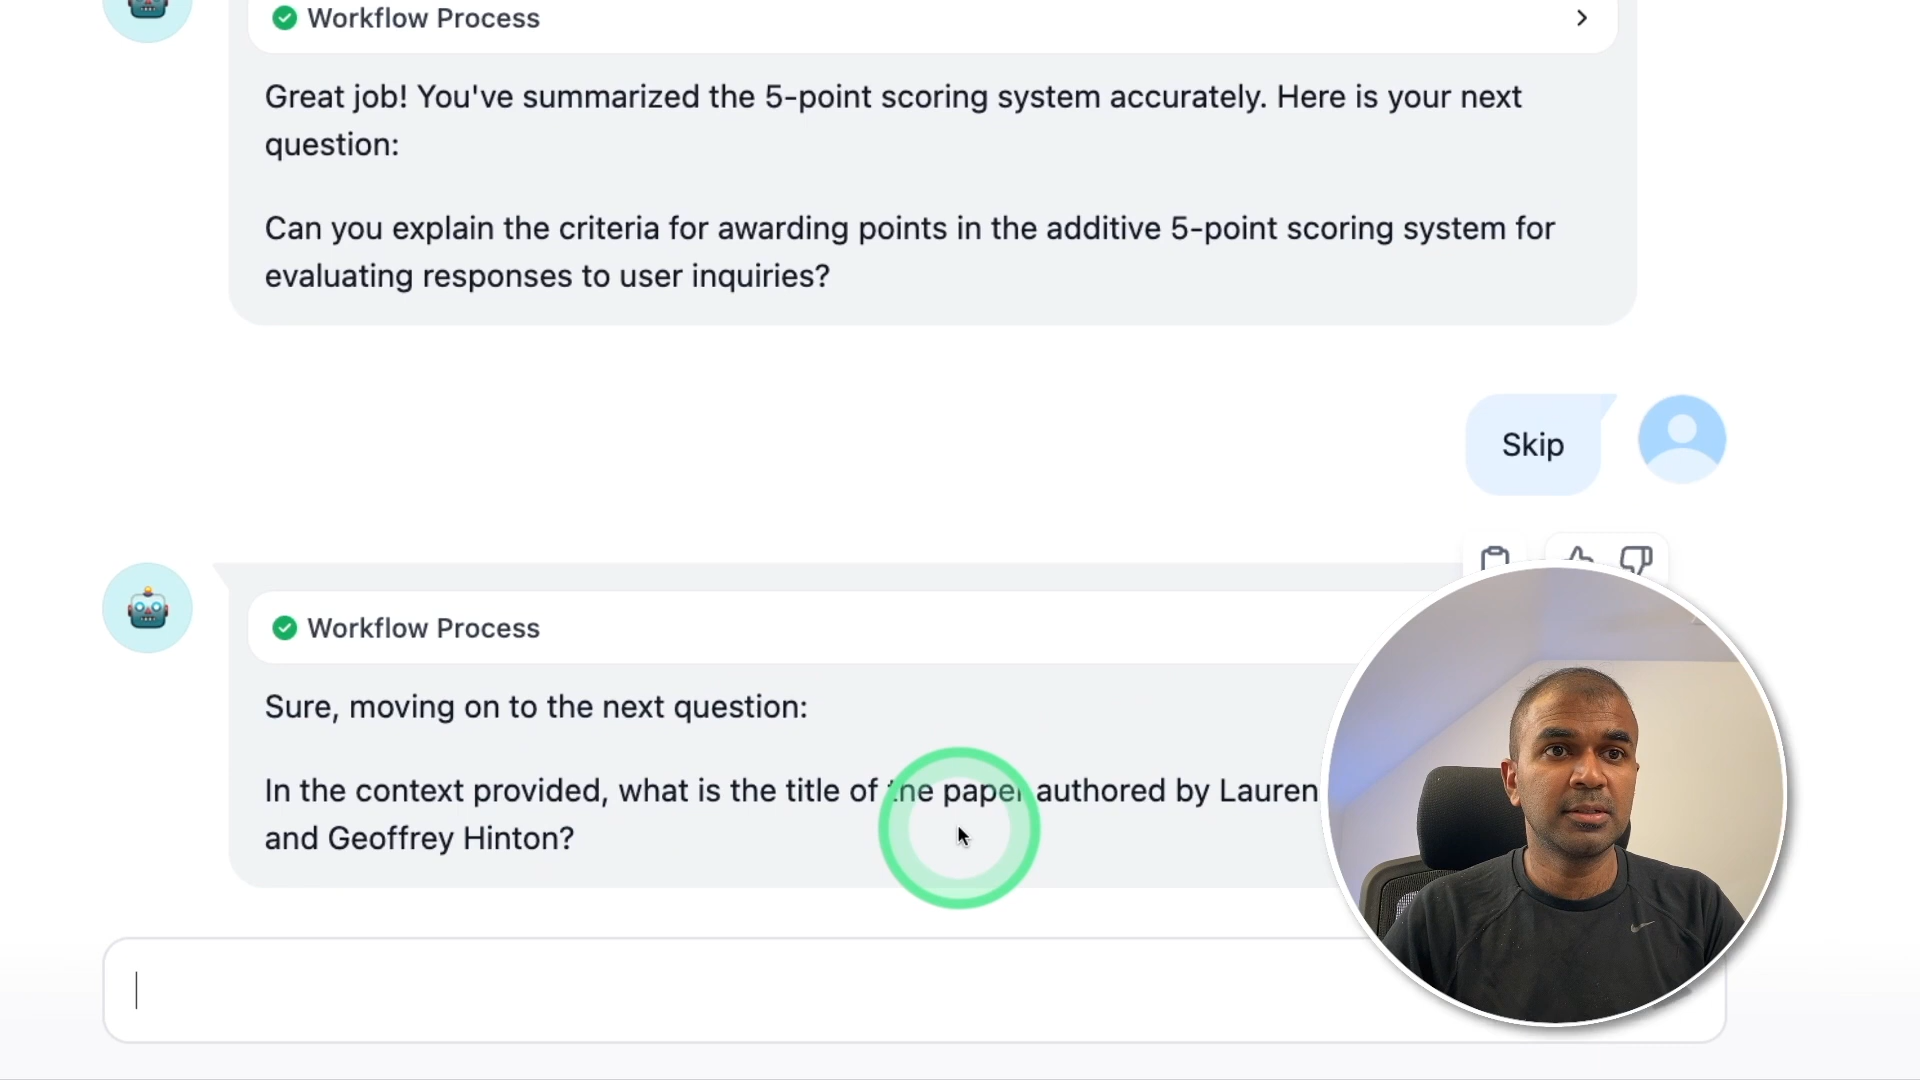 Workflow Process
Great job! You've summarized the 5-point scoring system accurately. Here is your next
question:
Can you explain the criteria for awarding points in the additive 5-point scoring system for
evaluating responses to user inquiries?
Skip
Workflow Process
Sure, moving on to the next question:
In the context provided, what is the title of the paper authored by Lauren
and Geoffrey Hinton?